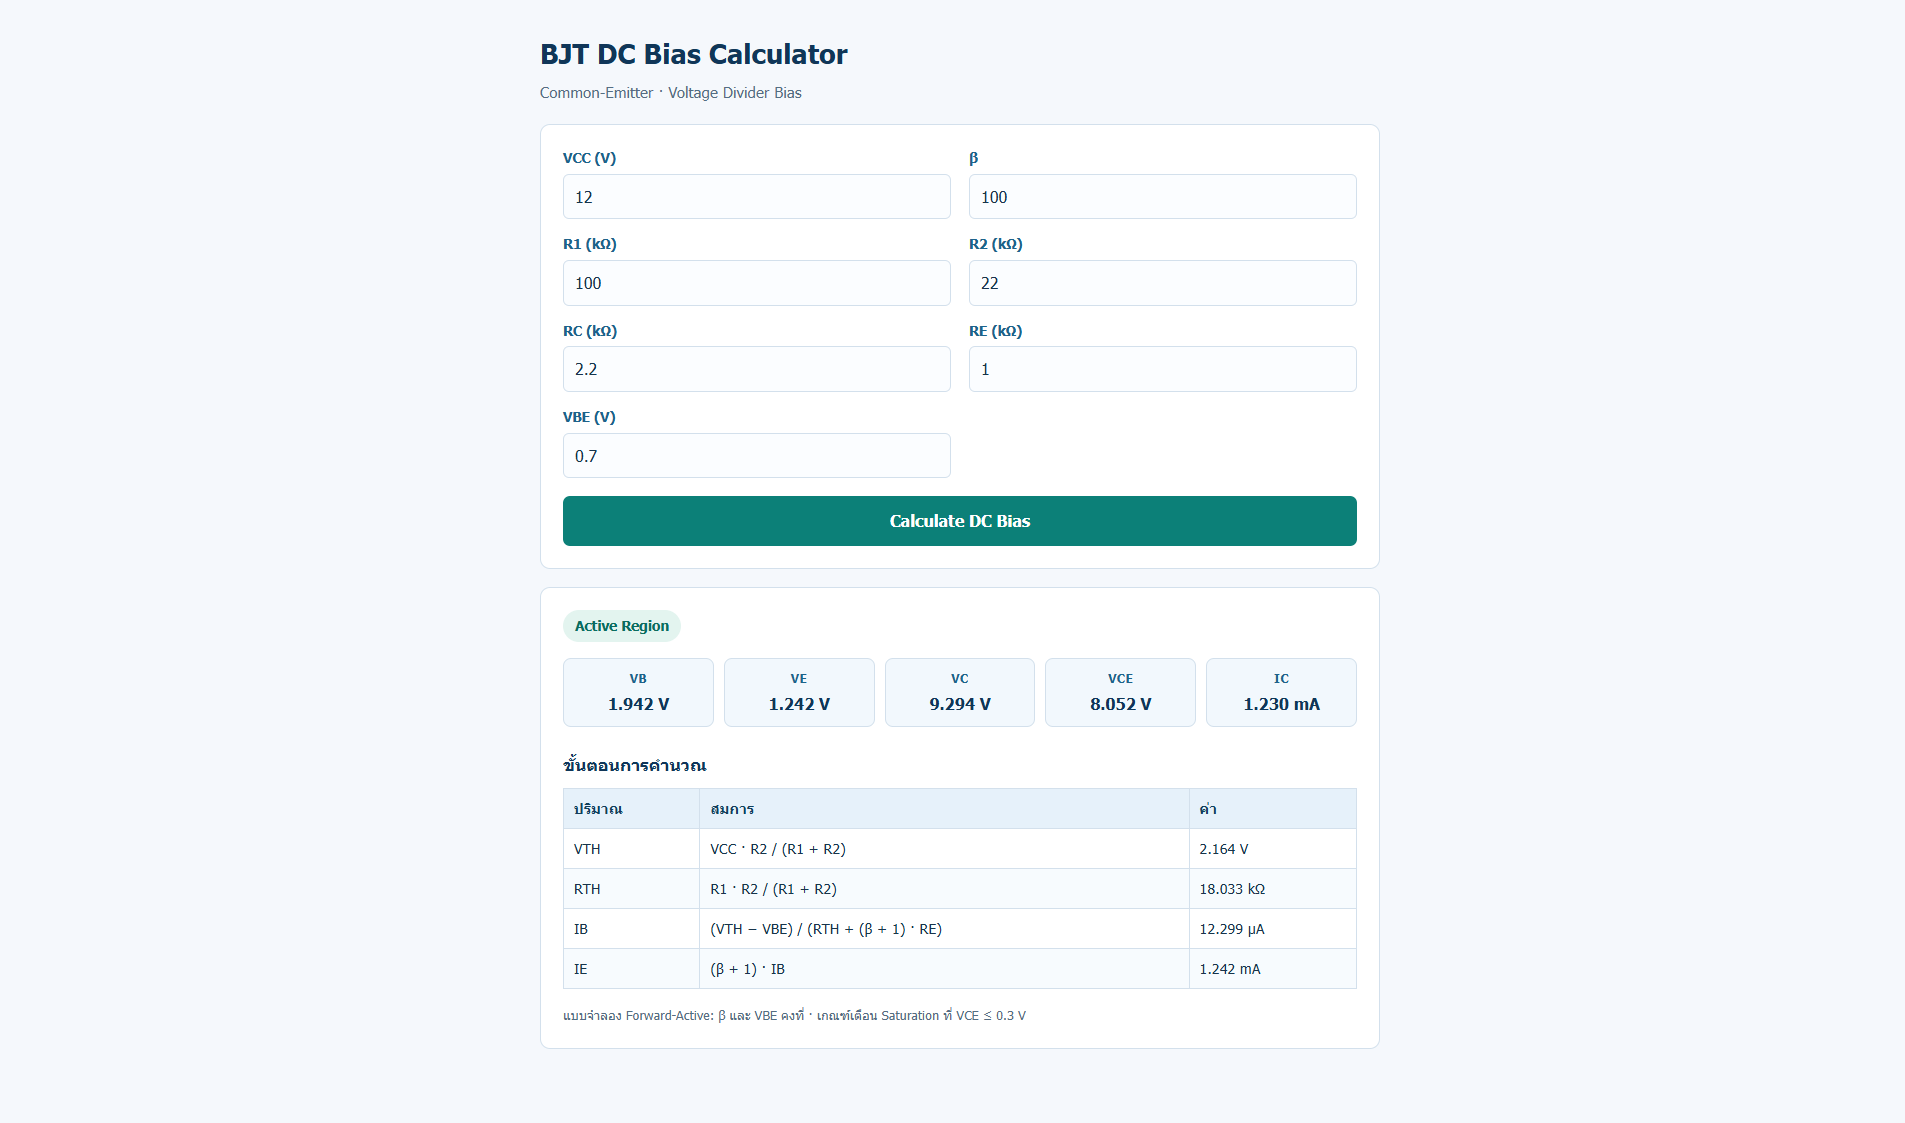 BJT DC Bias Calculator
Common-Emitter · Voltage Divider Bias
VCC (V) β
12 100
R1 (kΩ) R2 (kΩ)
100 22
RC (kΩ) RE (kΩ)
2.2 1
VBE (V)
0.7
Calculate DC Bias
Active Region
VB VE VC VCE IC
1.942 V 1.242 V 9.294 V 8.052 V 1.230 mA
ขั้นตอนการคำนวณ
ปริมาณ สมการ ค่า
VTH VCC · R2 / (R1 + R2) 2.164 V
RTH R1 · R2 / (R1 + R2) 18.033 kΩ
IB (VTH − VBE) / (RTH + (β + 1) · RE) 12.299 µA
IE (β + 1) · IB 1.242 mA
แบบจำลอง Forward-Active: β และ VBE คงที่ · เกณฑ์เตือน Saturation ที่ VCE ≤ 0.3 V